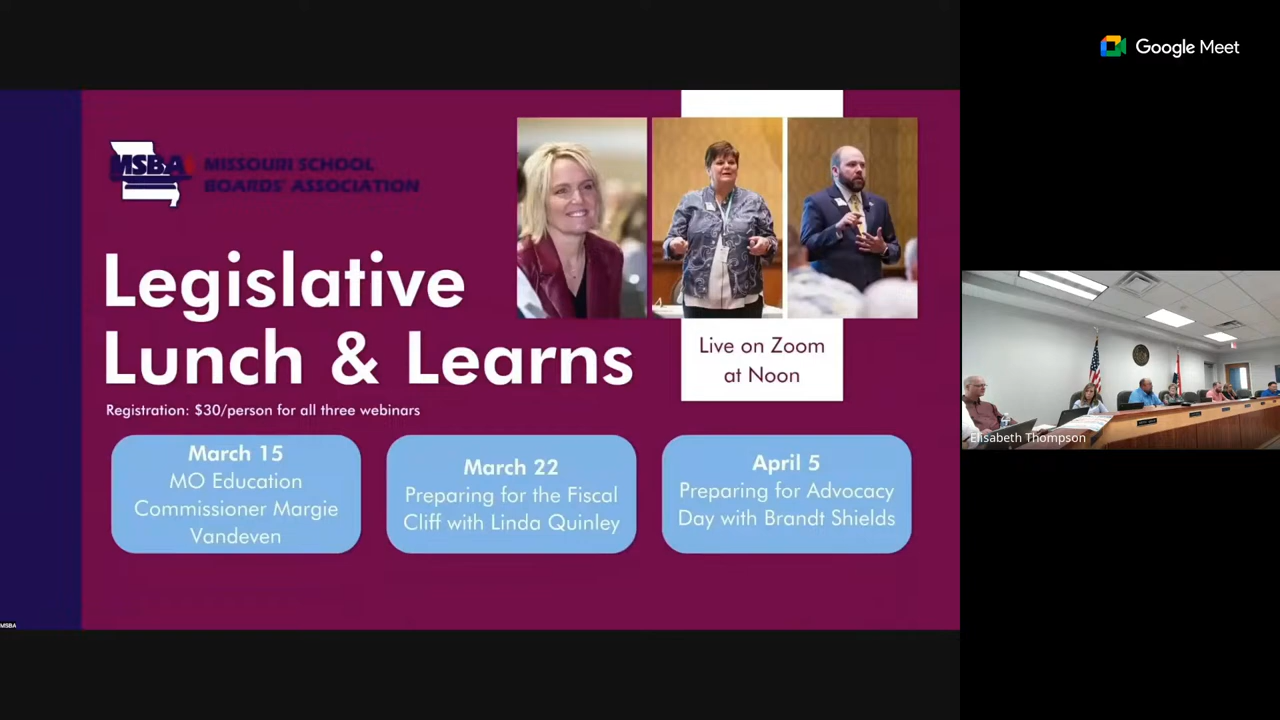 Google Meet
MSBA
MISSOURI SCHOOL
BOARDS' ASSOCIATION
Legislative
Lunch & Learns
Registration: $30/person for all three webinars
Live on Zoom
at Noon
March 15
MO Education
Commissioner Margie
Vandeven
March 22
Preparing for the Fiscal
Cliff with Linda Quinley
April 5
Preparing for Advocacy
Day with Brandt Shields
Elisabeth Thompson
MSBA